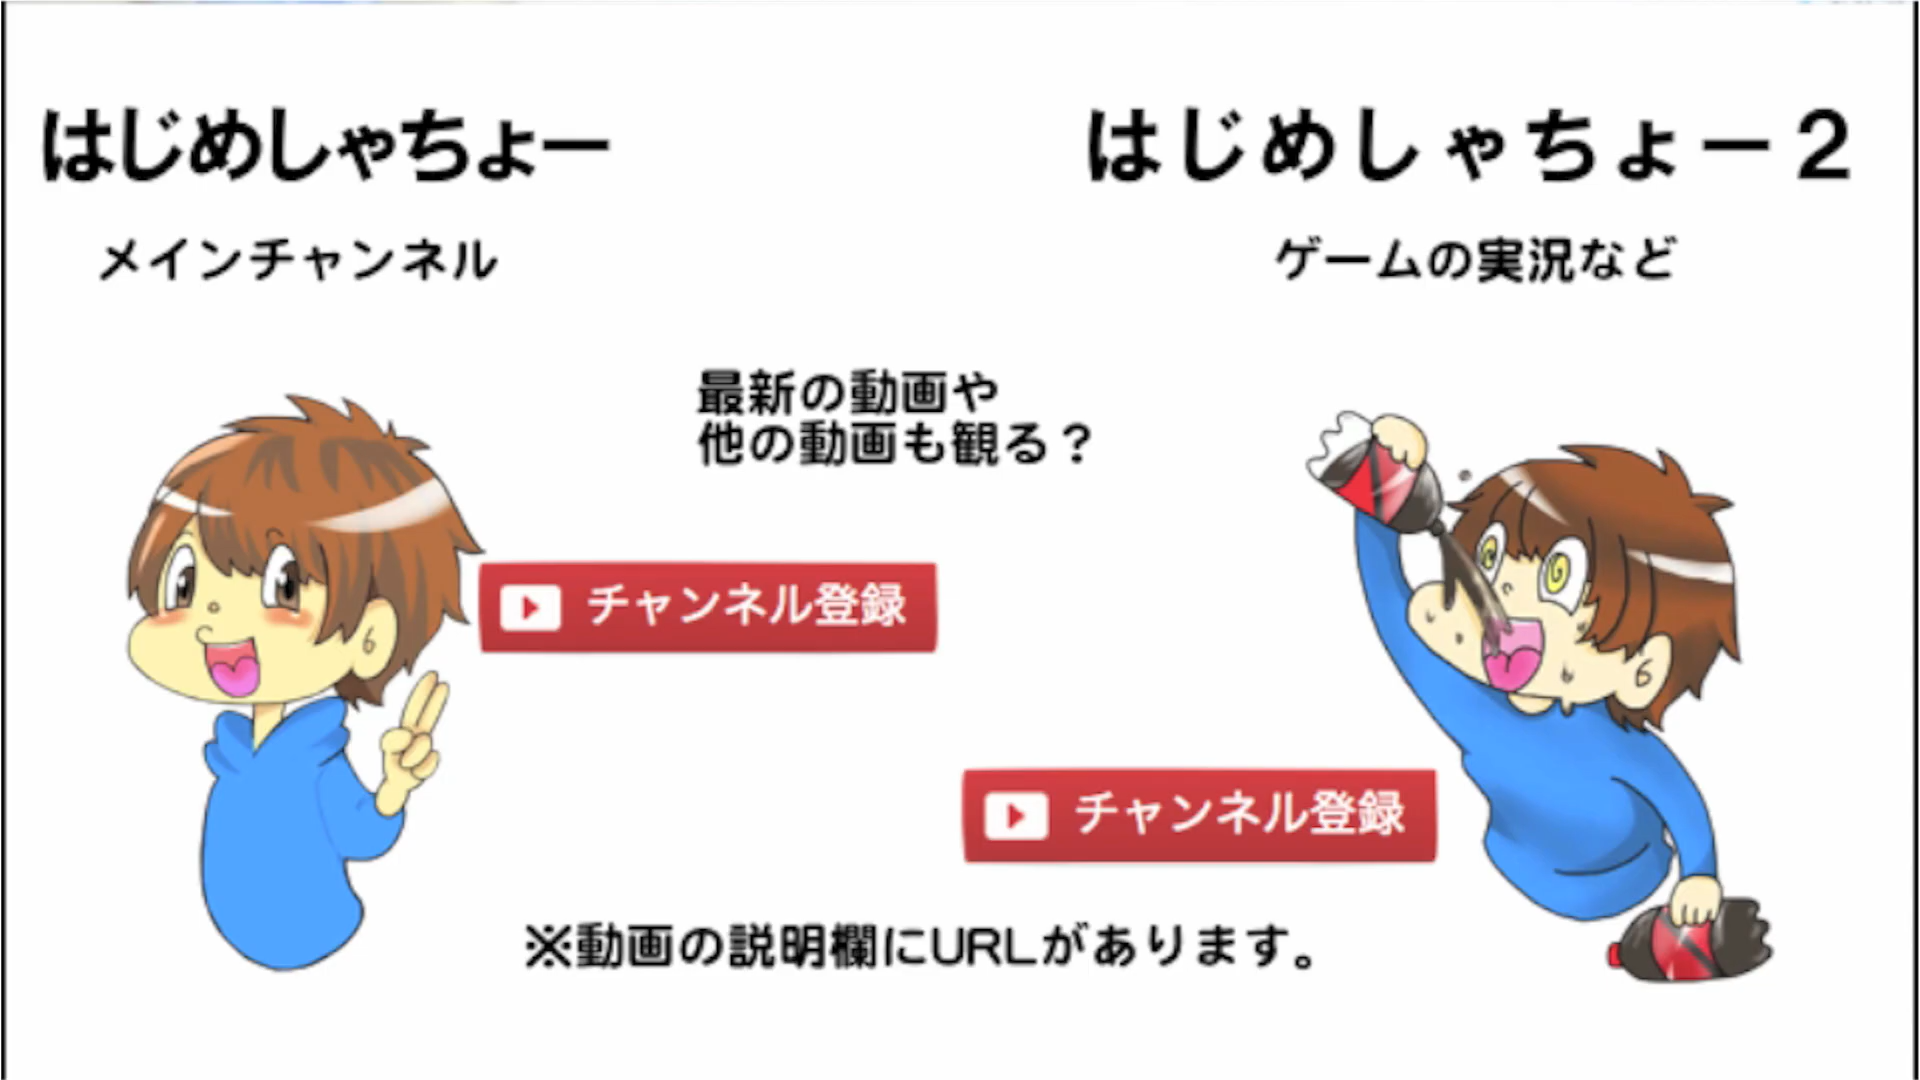 はじめしゃちょー
はじめしゃちょー２
メインチャンネル
ゲームの実況など
最新の動画や
他の動画も観る？
チャンネル登録
チャンネル登録
※動画の説明欄にURLがあります。